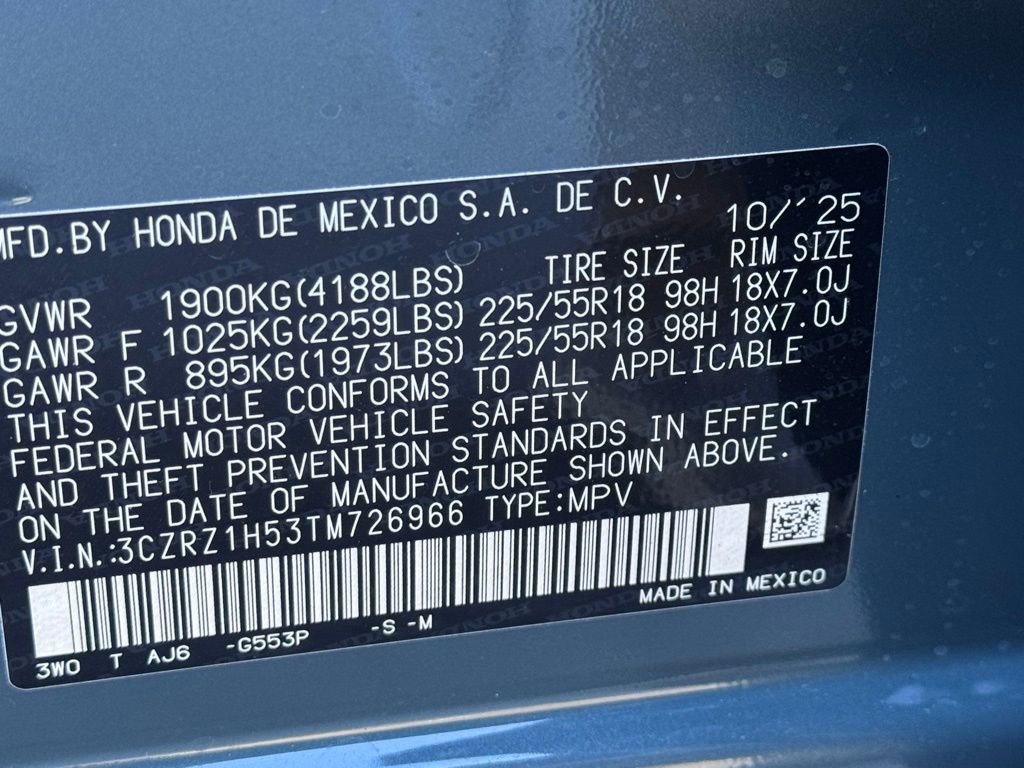 MFD.BY HONDA DE MEXICO S.A. DE C.V. 10/´25
GVWR 1900KG(4188LBS) TIRE SIZE RIM SIZE
GAWR F 1025KG(2259LBS) 225/55R18 98H 18X7.0J
GAWR R 895KG(1973LBS) 225/55R18 98H 18X7.0J
THIS VEHICLE CONFORMS TO ALL APPLICABLE
FEDERAL MOTOR VEHICLE SAFETY
AND THEFT PREVENTION STANDARDS IN EFFECT
ON THE DATE OF MANUFACTURE SHOWN ABOVE.
V.I.N.:3CZRZ1H53TM726966 TYPE:MPV
MADE IN MEXICO
3WO T AJ6 -G553P -S -M